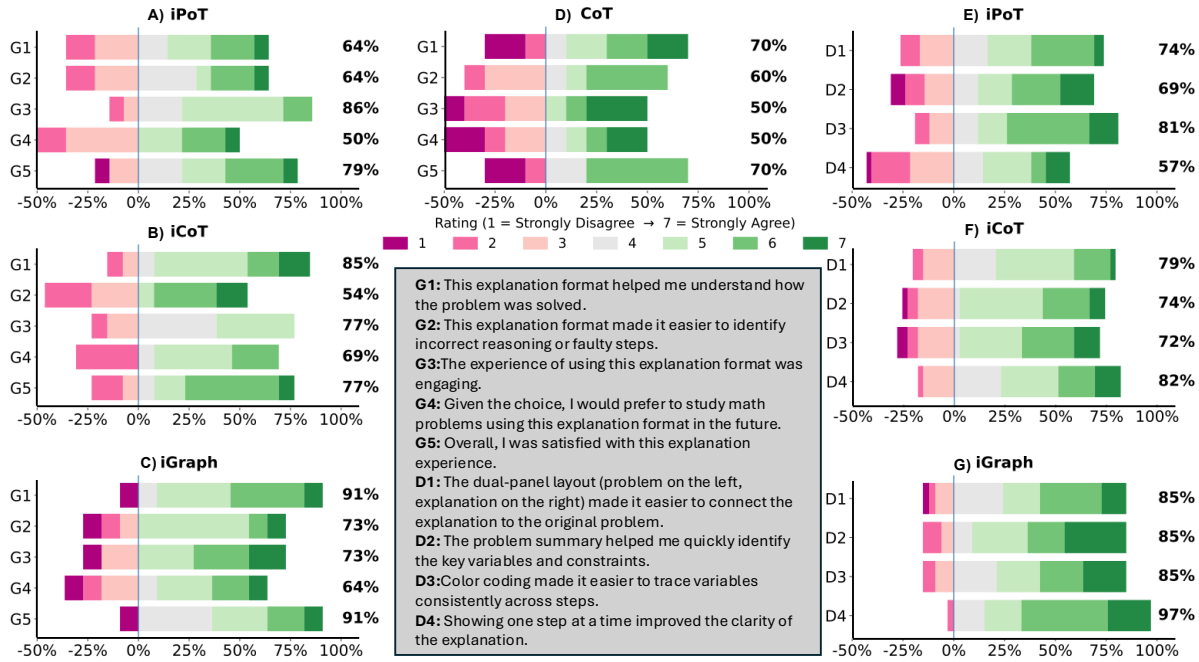 A) iPoT
G1 64%
G2 64%
G3 86%
G4 50%
G5 79%
-50% -25% 0% 25% 50% 75% 100%
B) iCoT
G1 85%
G2 54%
G3 77%
G4 69%
G5 77%
-50% -25% 0% 25% 50% 75% 100%
C) iGraph
G1 91%
G2 73%
G3 73%
G4 64%
G5 91%
-50% -25% 0% 25% 50% 75% 100%
D) CoT
G1 70%
G2 60%
G3 50%
G4 50%
G5 70%
-50% -25% 0% 25% 50% 75% 100%
Rating (1 = Strongly Disagree → 7 = Strongly Agree)
1 2 3 4 5 6 7
G1: This explanation format helped me understand how
the problem was solved.
G2: This explanation format made it easier to identify
incorrect reasoning or faulty steps.
G3:The experience of using this explanation format was
engaging.
G4: Given the choice, I would prefer to study math
problems using this explanation format in the future.
G5: Overall, I was satisfied with this explanation
experience.
D1: The dual-panel layout (problem on the left,
explanation on the right) made it easier to connect the
explanation to the original problem.
D2: The problem summary helped me quickly identify
the key variables and constraints.
D3:Color coding made it easier to trace variables
consistently across steps.
D4: Showing one step at a time improved the clarity of
the explanation.
E) iPoT
D1 74%
D2 69%
D3 81%
D4 57%
-50% -25% 0% 25% 50% 75% 100%
F) iCoT
D1 79%
D2 74%
D3 72%
D4 82%
-50% -25% 0% 25% 50% 75% 100%
G) iGraph
D1 85%
D2 85%
D3 85%
D4 97%
-50% -25% 0% 25% 50% 75% 100%